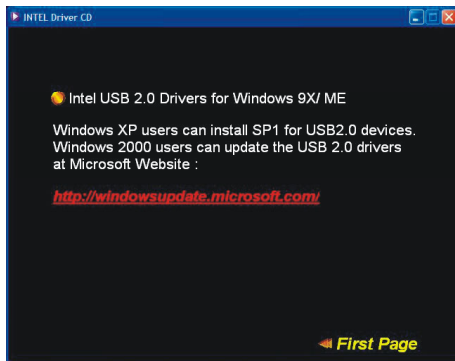 INTEL Driver CD
Intel USB 2.0 Drivers for Windows 9X/ ME
Windows XP users can install SP1 for USB2.0 devices.
Windows 2000 users can update the USB 2.0 drivers
at Microsoft Website :
http://windowsupdate.microsoft.com/
First Page